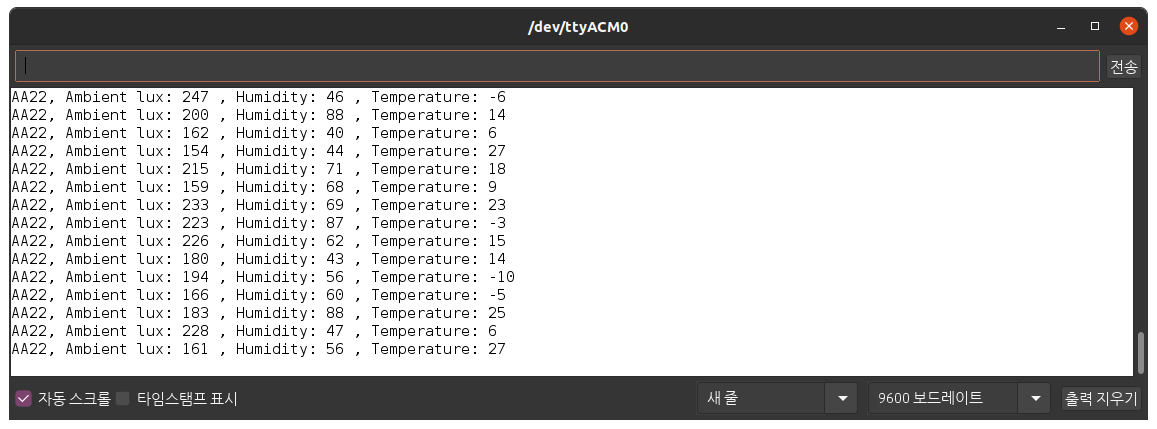 /dev/ttyACM0
전송
AA22, Ambient lux: 247 , Humidity: 46 , Temperature: -6
AA22, Ambient lux: 200 , Humidity: 88 , Temperature: 14
AA22, Ambient lux: 162 , Humidity: 40 , Temperature: 6
AA22, Ambient lux: 154 , Humidity: 44 , Temperature: 27
AA22, Ambient lux: 215 , Humidity: 71 , Temperature: 18
AA22, Ambient lux: 159 , Humidity: 68 , Temperature: 9
AA22, Ambient lux: 233 , Humidity: 69 , Temperature: 23
AA22, Ambient lux: 223 , Humidity: 87 , Temperature: -3
AA22, Ambient lux: 226 , Humidity: 62 , Temperature: 15
AA22, Ambient lux: 180 , Humidity: 43 , Temperature: 14
AA22, Ambient lux: 194 , Humidity: 56 , Temperature: -10
AA22, Ambient lux: 166 , Humidity: 60 , Temperature: -5
AA22, Ambient lux: 183 , Humidity: 88 , Temperature: 25
AA22, Ambient lux: 228 , Humidity: 47 , Temperature: 6
AA22, Ambient lux: 161 , Humidity: 56 , Temperature: 27
자동 스크롤 타임스탬프 표시 새 줄 9600 보드레이트 출력 지우기